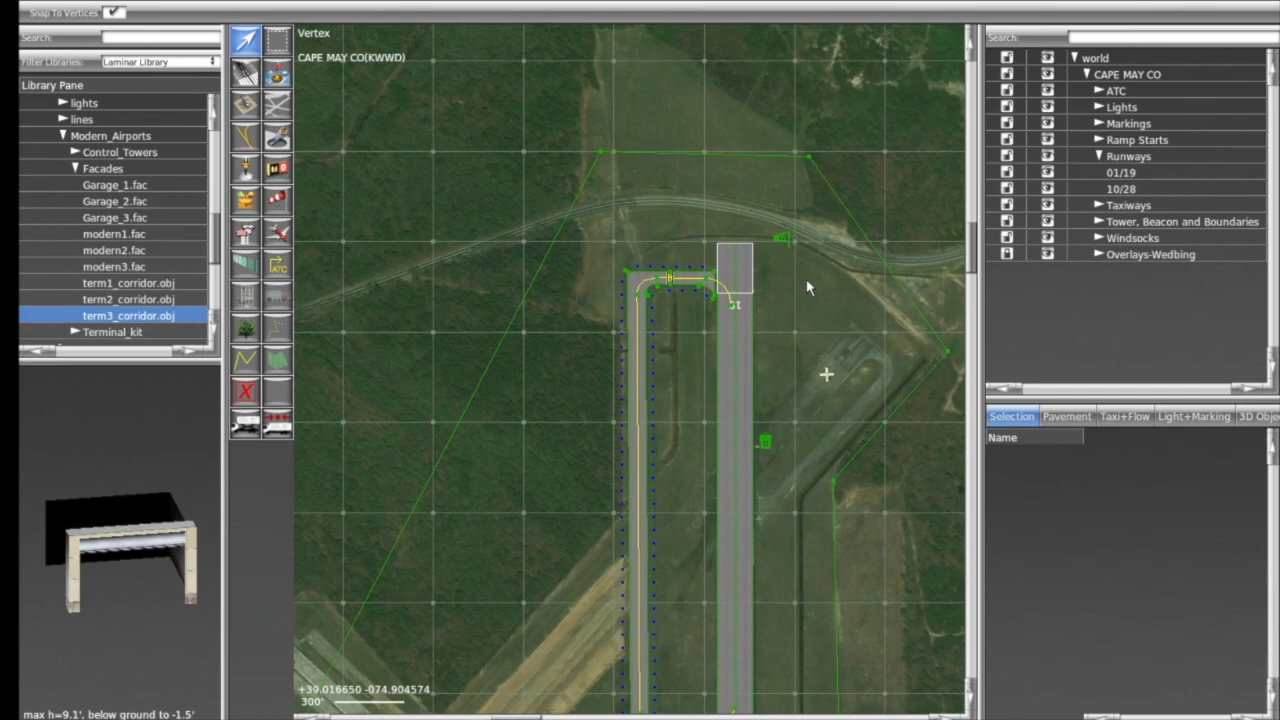 Snap To Vertices
Search:
Filter Libraries: Laminar Library
Library Pane
lights
lines
Modern_Airports
Control_Towers
Facades
Garage_1.fac
Garage_2.fac
Garage_3.fac
modern1.fac
modern2.fac
modern3.fac
term1_corridor.obj
term2_corridor.obj
term3_corridor.obj
Terminal_kit
max h=9.1', below ground to -1.5'
ATC
Vertex
CAPE MAY CO(KWWD)
19
+39.016650 -074.904574
300'
Search:
world
CAPE MAY CO
ATC
Lights
Markings
Ramp Starts
Runways
01/19
10/28
Taxiways
Tower, Beacon and Boundaries
Windsocks
Overlays-Wedbing
Selection Pavement Taxi+Flow Light+Marking 3D Obje
Name